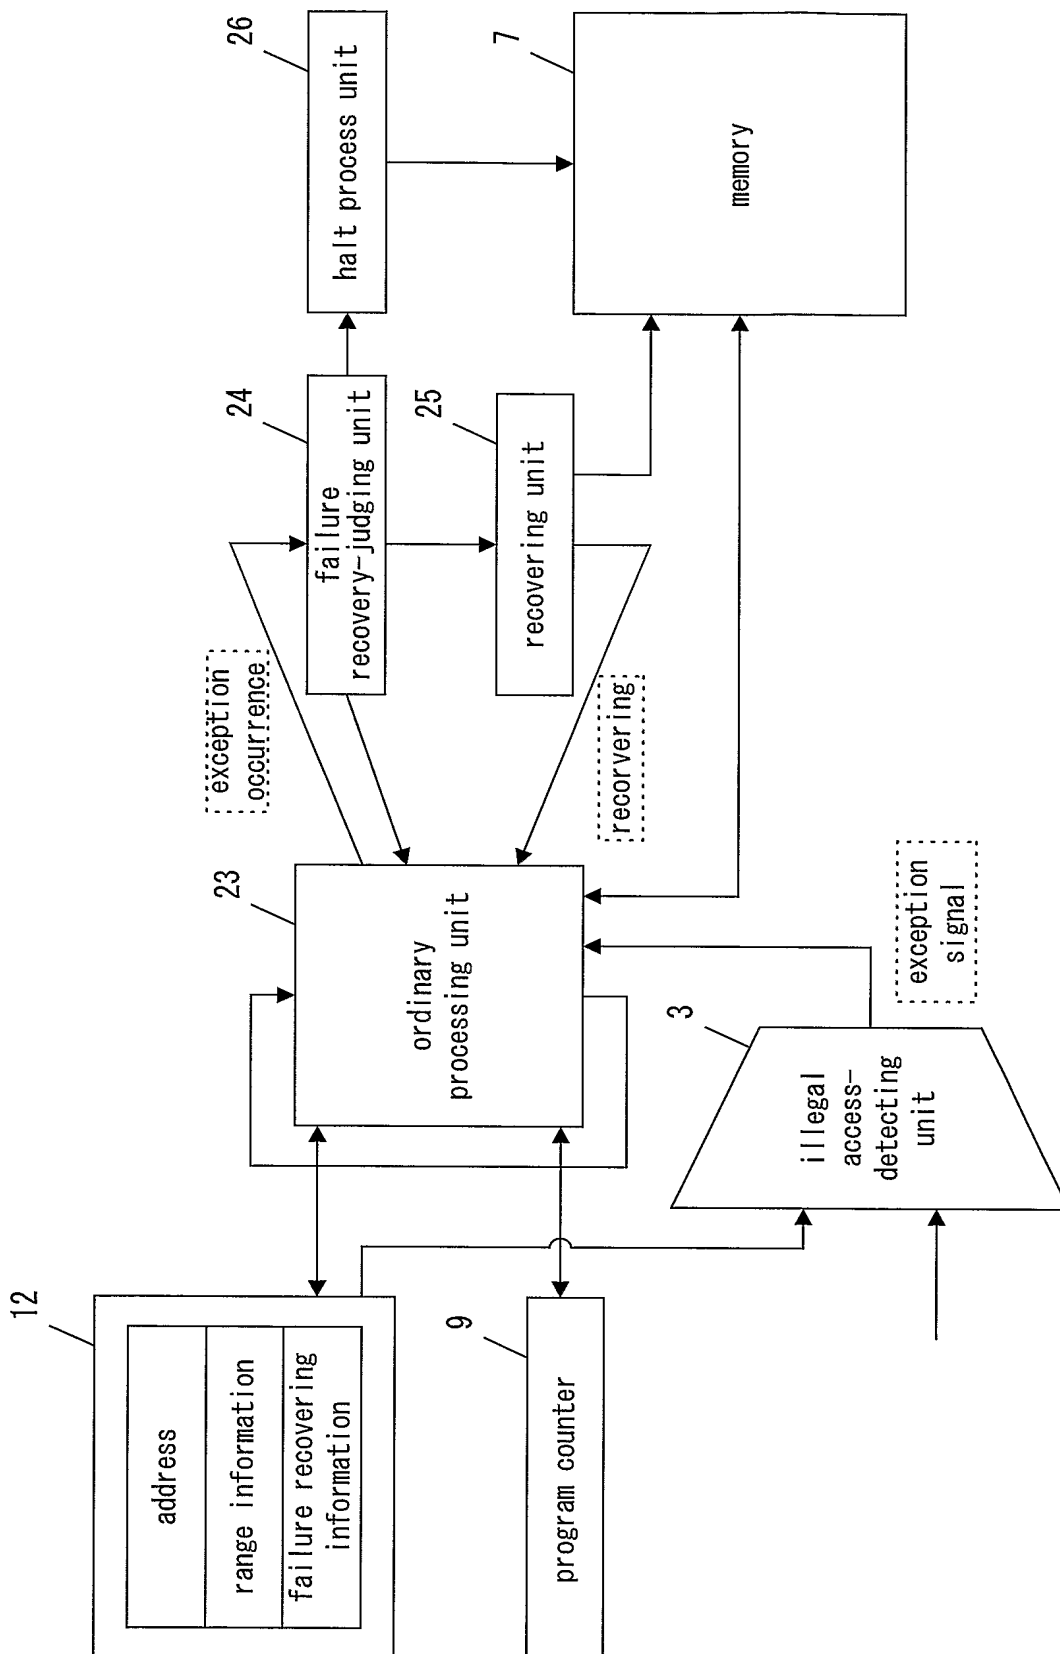 12
address
range information
failure recovering
information
9
program counter
23
ordinary
processing unit
3
illegal
access-
detecting
unit
exception
signal
exception
occurrence
recorvering
24
failure
recovery-judging unit
25
recovering unit
26
halt process unit
7
memory